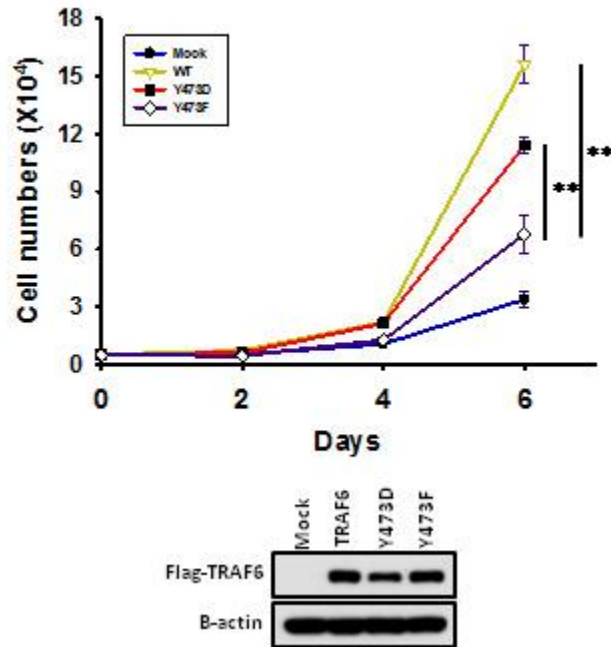 18
15
12
9
6
3
0
Cell numbers (X10⁴)
Mock
WT
Y473D
Y473F
**
**
0 2 4 6
Days
Mock TRAF6 Y473D Y473F
Flag-TRAF6
B-actin